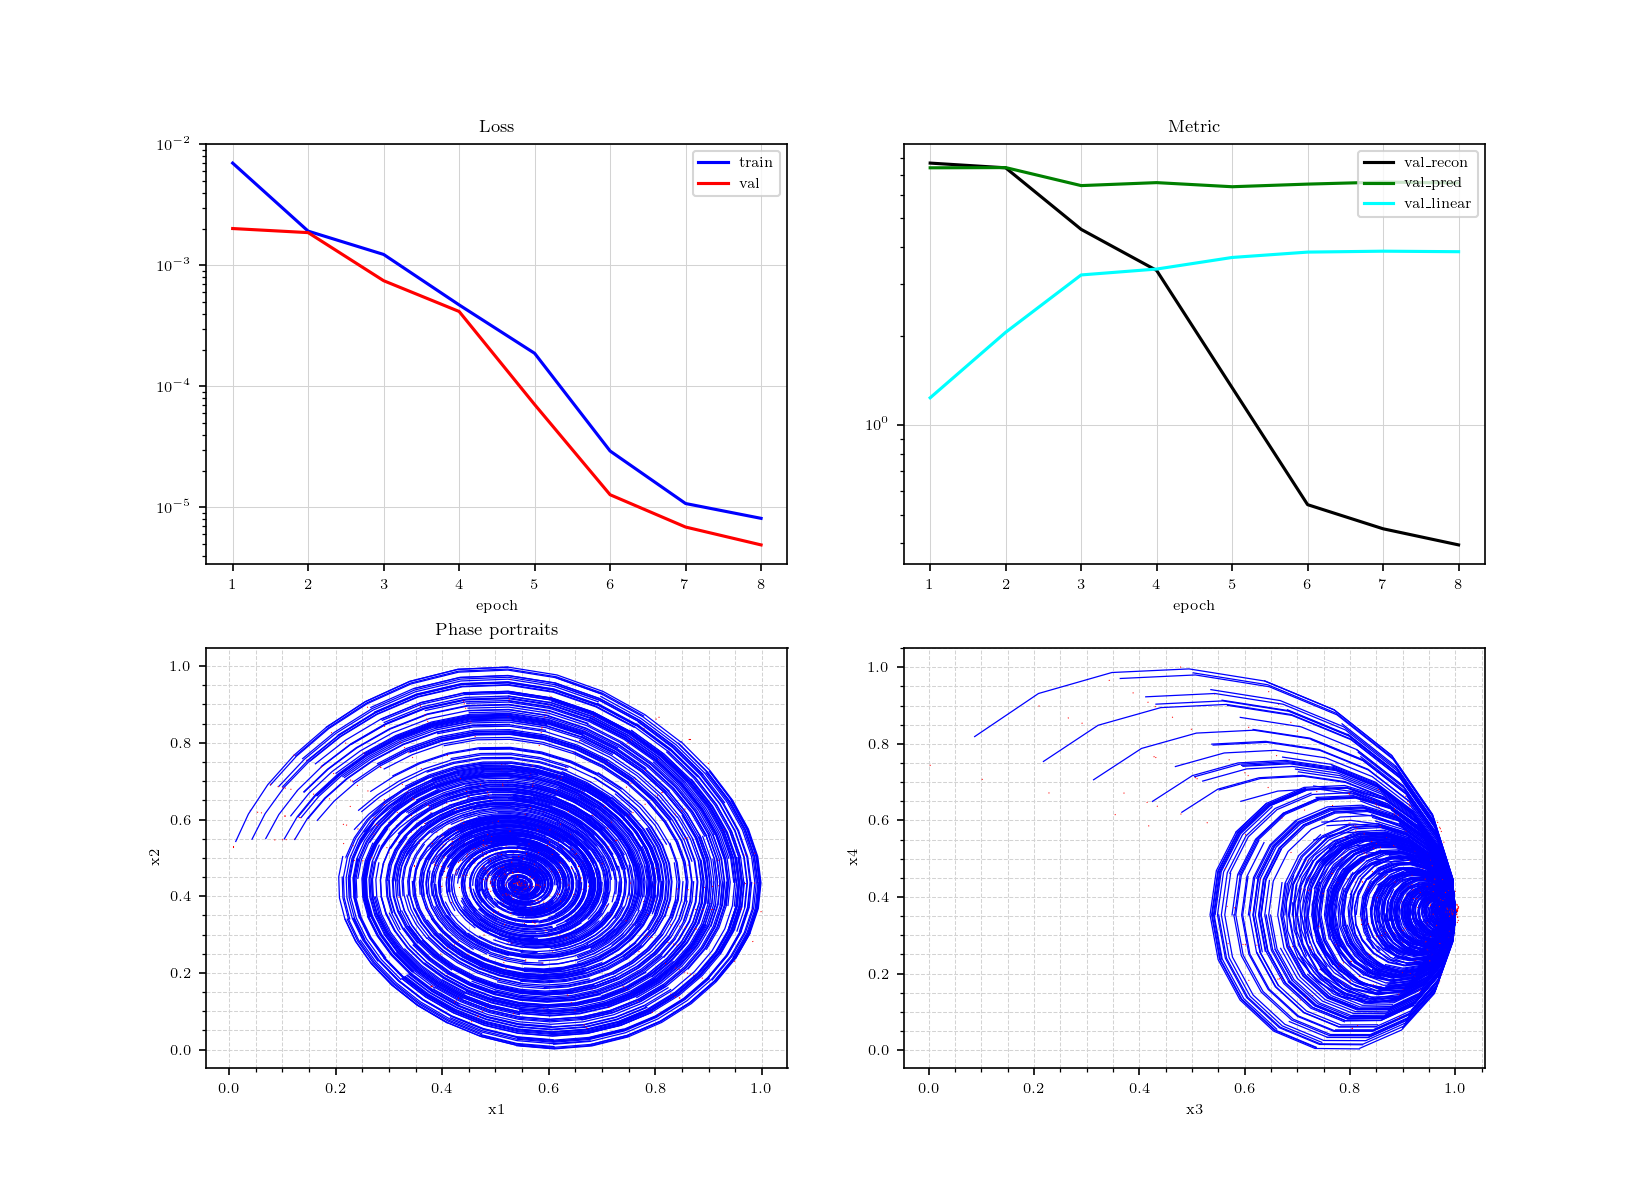 Loss
10⁻²
10⁻³
10⁻⁴
10⁻⁵
train
val
1 2 3 4 5 6 7 8
epoch
Metric
10⁰
val_recon
val_pred
val_linear
1 2 3 4 5 6 7 8
epoch
Phase portraits
x2
1.0
0.8
0.6
0.4
0.2
0.0
0.0 0.2 0.4 0.6 0.8 1.0
x1
x4
1.0
0.8
0.6
0.4
0.2
0.0
0.0 0.2 0.4 0.6 0.8 1.0
x3